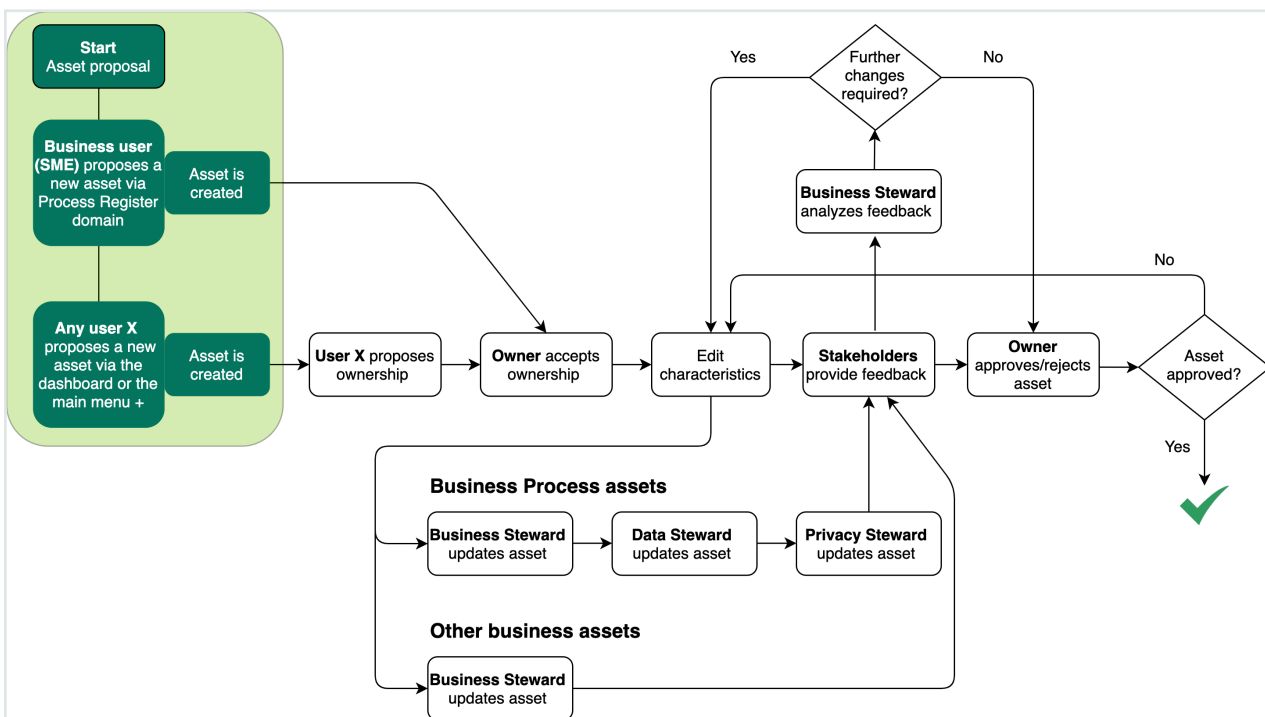 Start
Asset proposal
Business user
(SME) proposes a
new asset via
Process Register
domain
Asset is
created
Any user X
proposes a new
asset via the
dashboard or the
main menu +
Asset is
created
User X proposes
ownership
Owner accepts
ownership
Edit
characteristics
Stakeholders
provide feedback
Owner
approves/rejects
asset
Asset
approved?
Business Steward
analyzes feedback
Further
changes
required?
Yes
No
No
Yes
Business Process assets
Business Steward
updates asset
Data Steward
updates asset
Privacy Steward
updates asset
Other business assets
Business Steward
updates asset